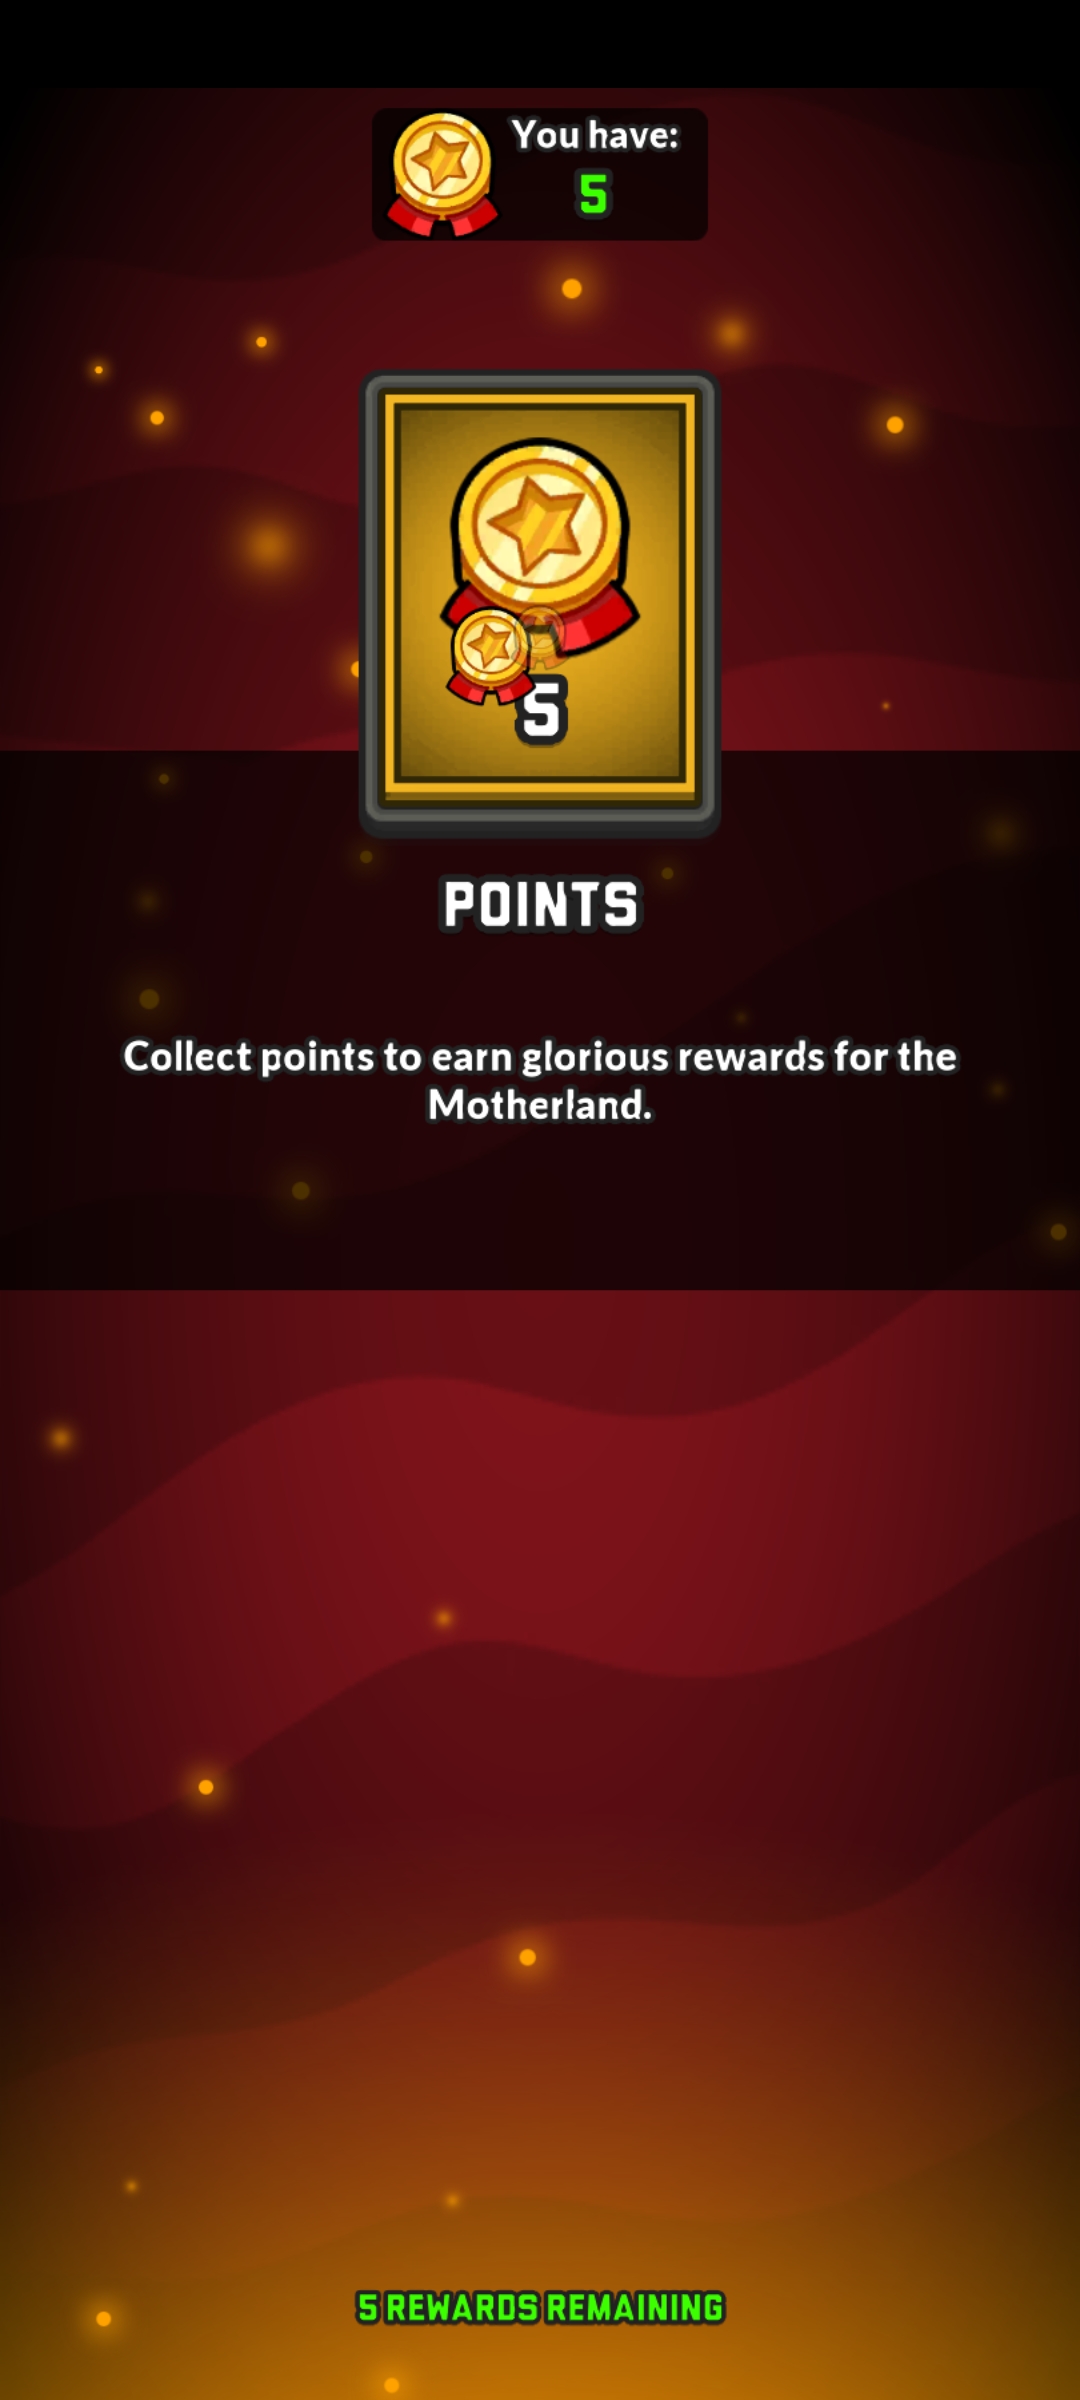 You have:
5
5
POINTS
Collect points to earn glorious rewards for the
Motherland.
5 REWARDS REMAINING